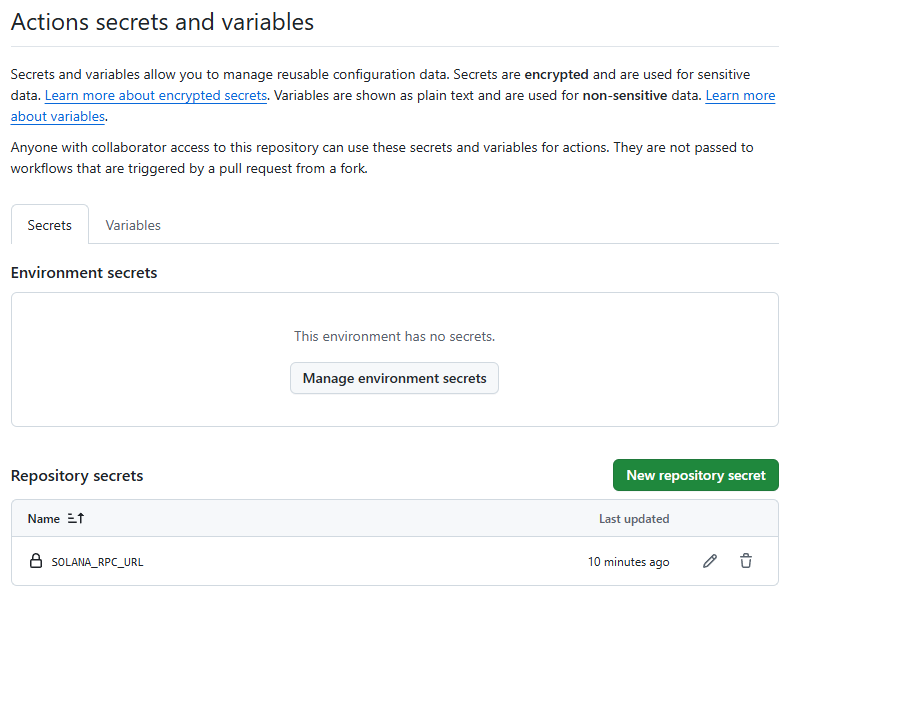 Actions secrets and variables
Secrets and variables allow you to manage reusable configuration data. Secrets are encrypted and are used for sensitive
data. Learn more about encrypted secrets. Variables are shown as plain text and are used for non-sensitive data. Learn more
about variables.
Anyone with collaborator access to this repository can use these secrets and variables for actions. They are not passed to
workflows that are triggered by a pull request from a fork.
Secrets Variables
Environment secrets
This environment has no secrets.
Manage environment secrets
Repository secrets New repository secret
Name Last updated
SOLANA_RPC_URL 10 minutes ago